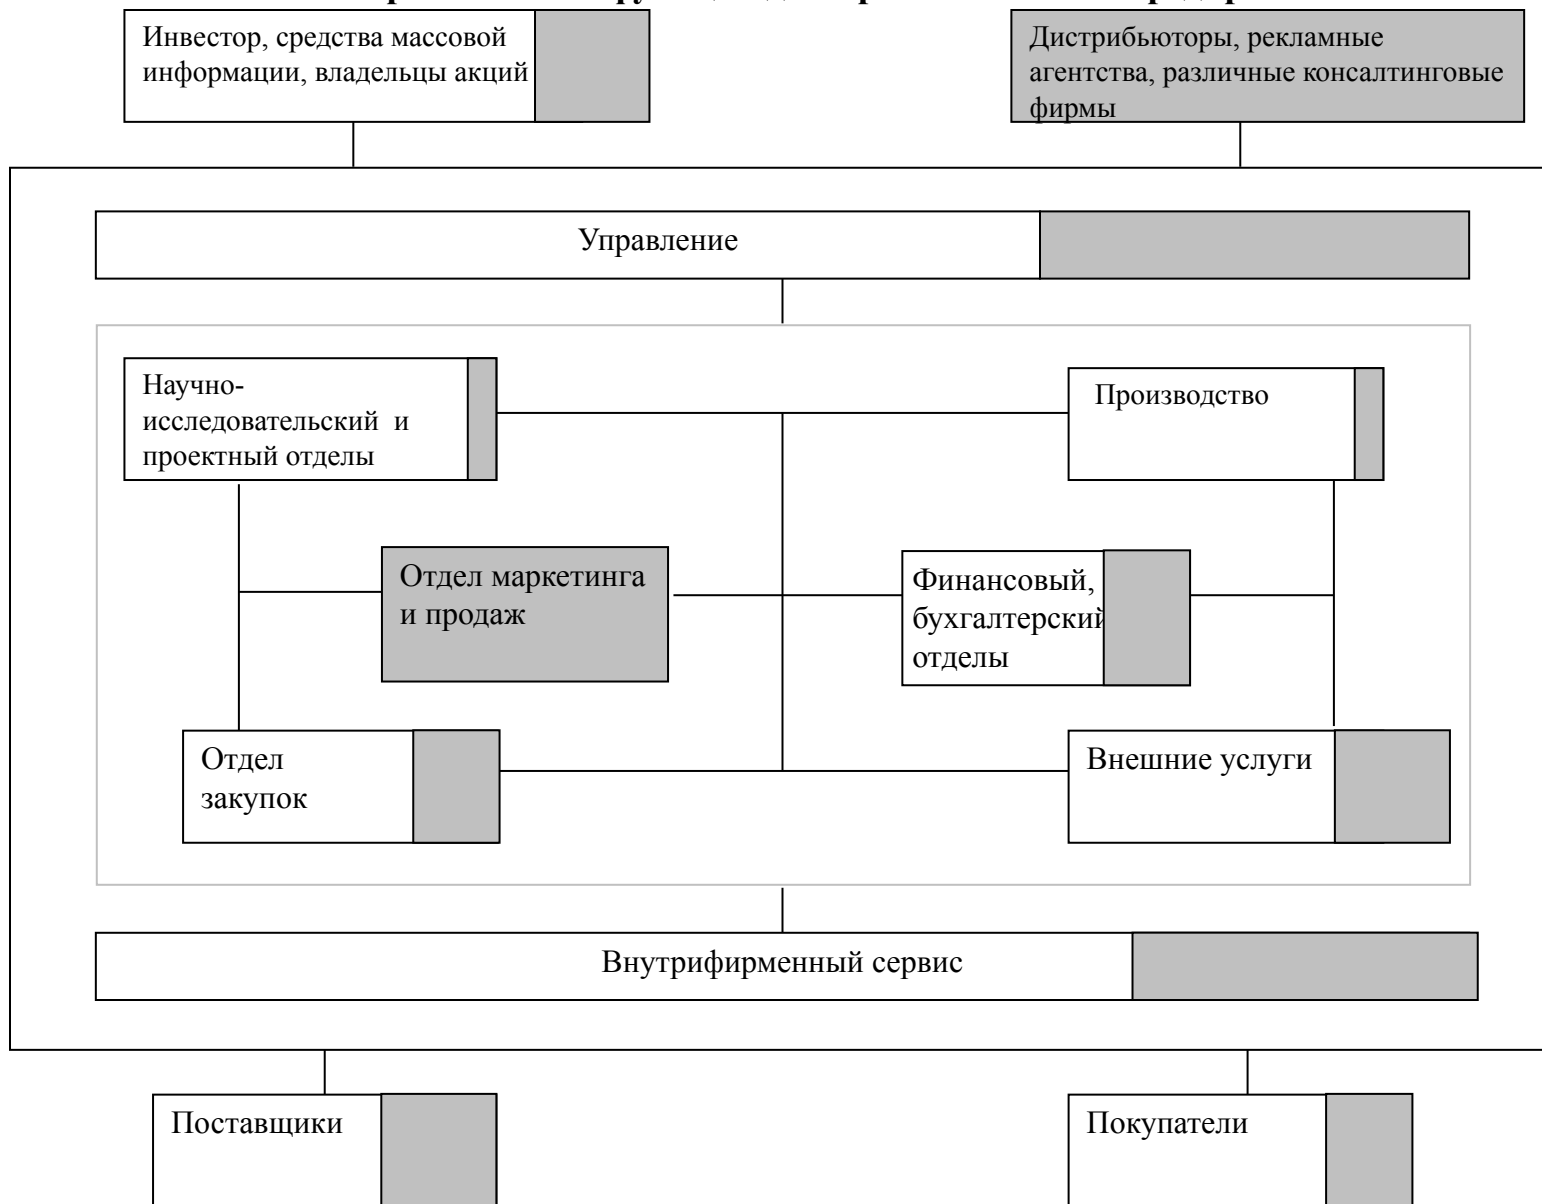 Инвестор, средства массовой
информации, владельцы акций
Дистрибьюторы, рекламные
агентства, различные консалтинговые
фирмы
Управление
Научно-
исследовательский и
проектный отделы
Производство
Отдел маркетинга
и продаж
Финансовый,
бухгалтерский
отделы
Отдел
закупок
Внешние услуги
Внутрифирменный сервис
Поставщики
Покупатели